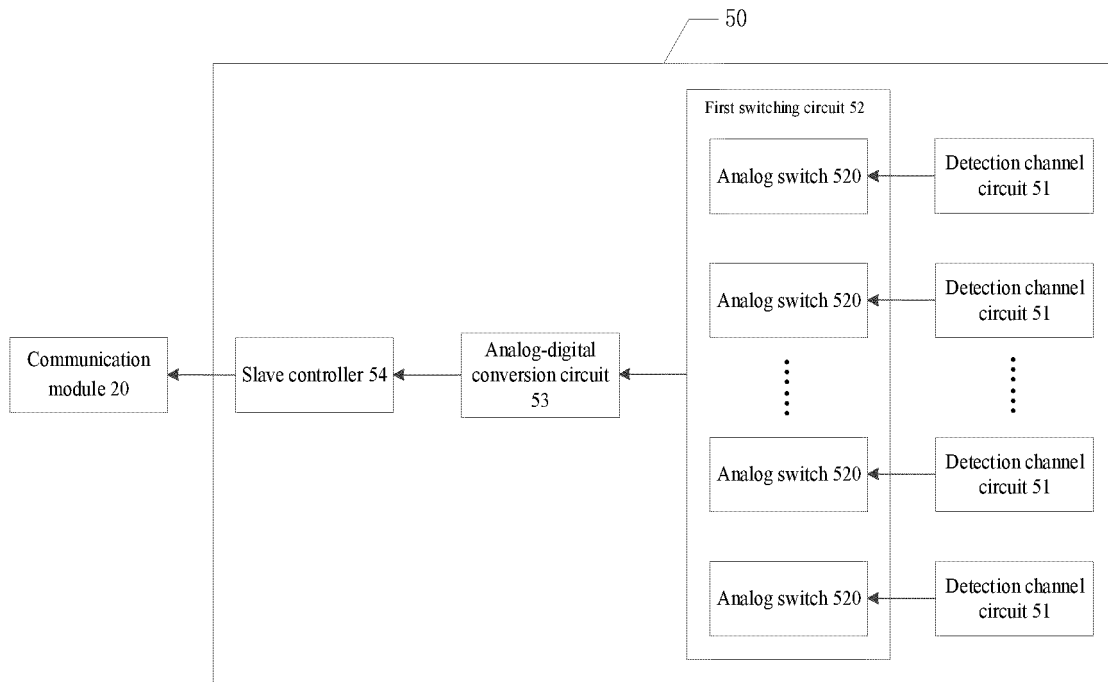 50
First switching circuit 52
Analog switch 520
Detection channel
circuit 51
Analog switch 520
Detection channel
circuit 51
Communication
module 20
Slave controller 54
Analog-digital
conversion circuit
53
Analog switch 520
Detection channel
circuit 51
Analog switch 520
Detection channel
circuit 51